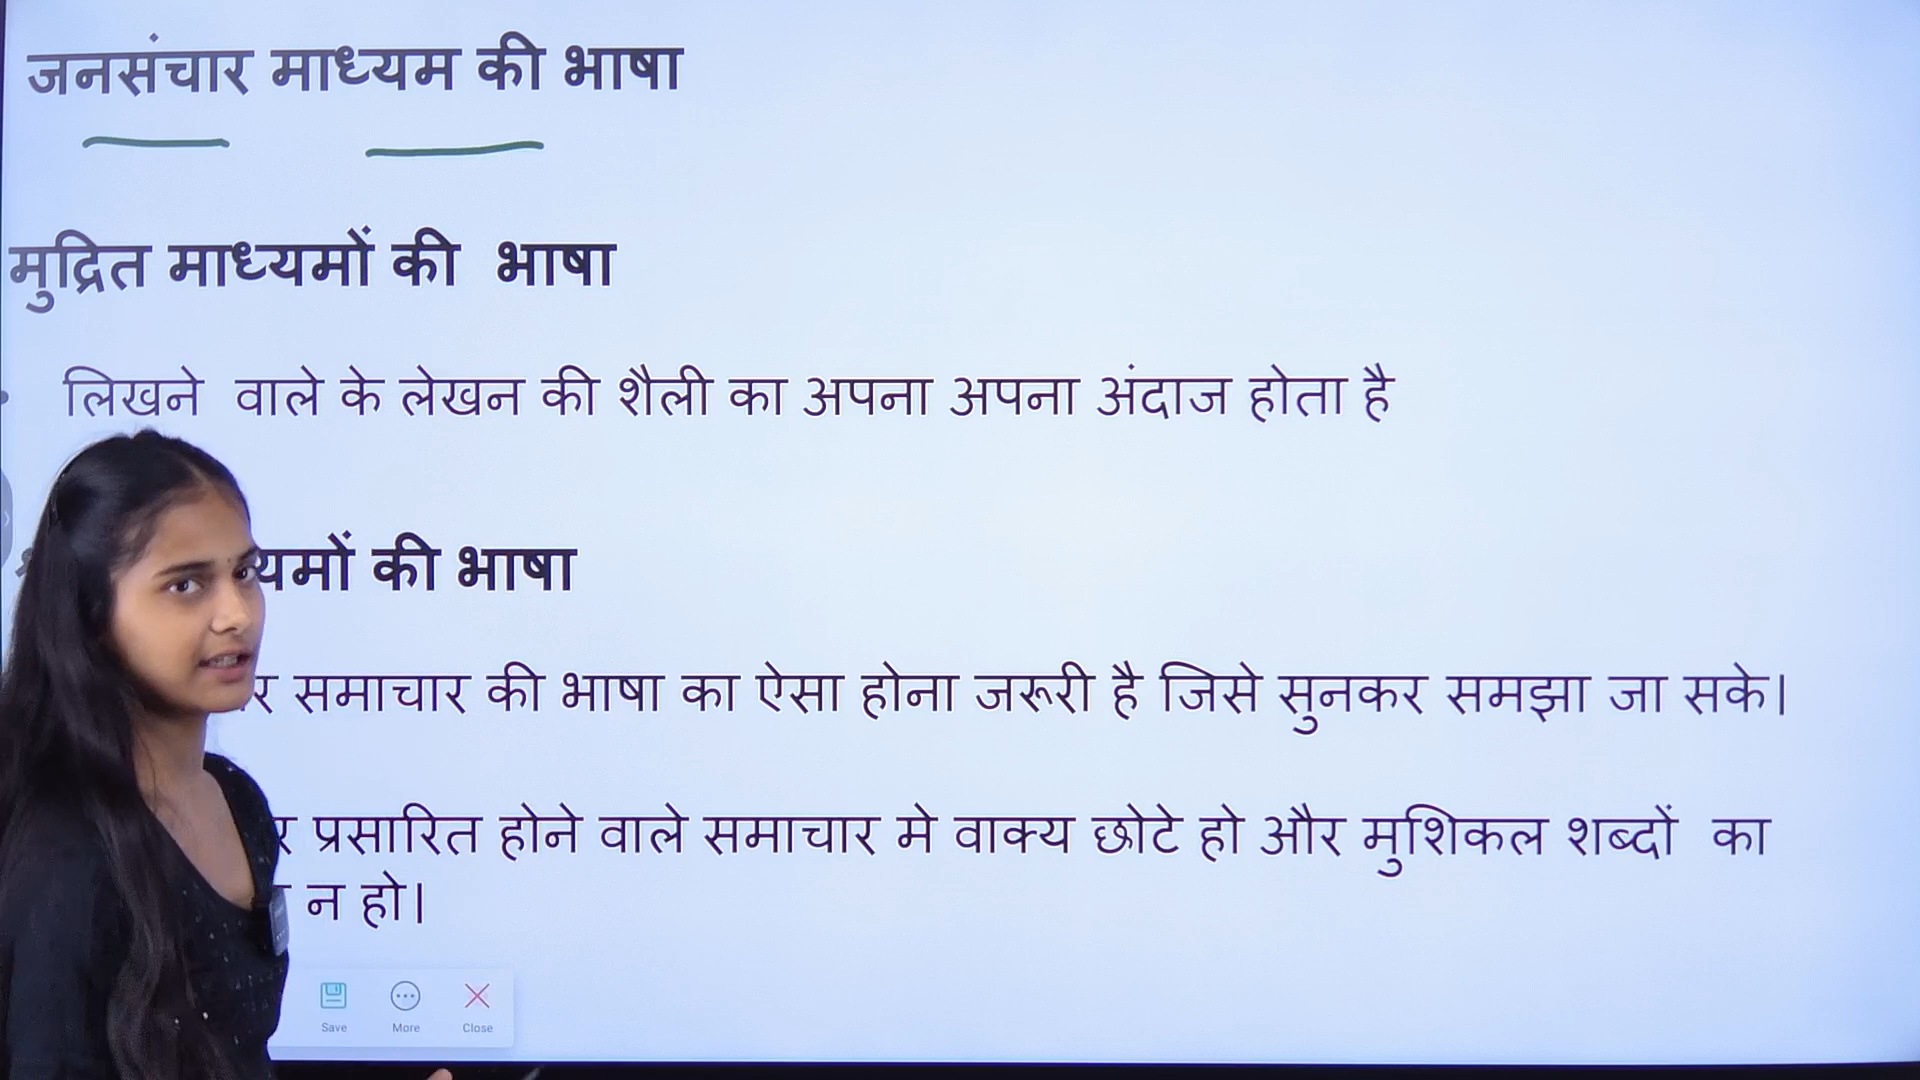 जनसंचार माध्यम की भाषा
मुद्रित माध्यमों की भाषा
लिखने वाले के लेखन की शैली का अपना अपना अंदाज होता है
की भाषा
समाचार की भाषा का ऐसा होना जरूरी है जिसे सुनकर समझा जा सके।
प्रसारित होने वाले समाचार मे वाक्य छोटे हो और मुशिकल शब्दों का
न हो।
Save More Close